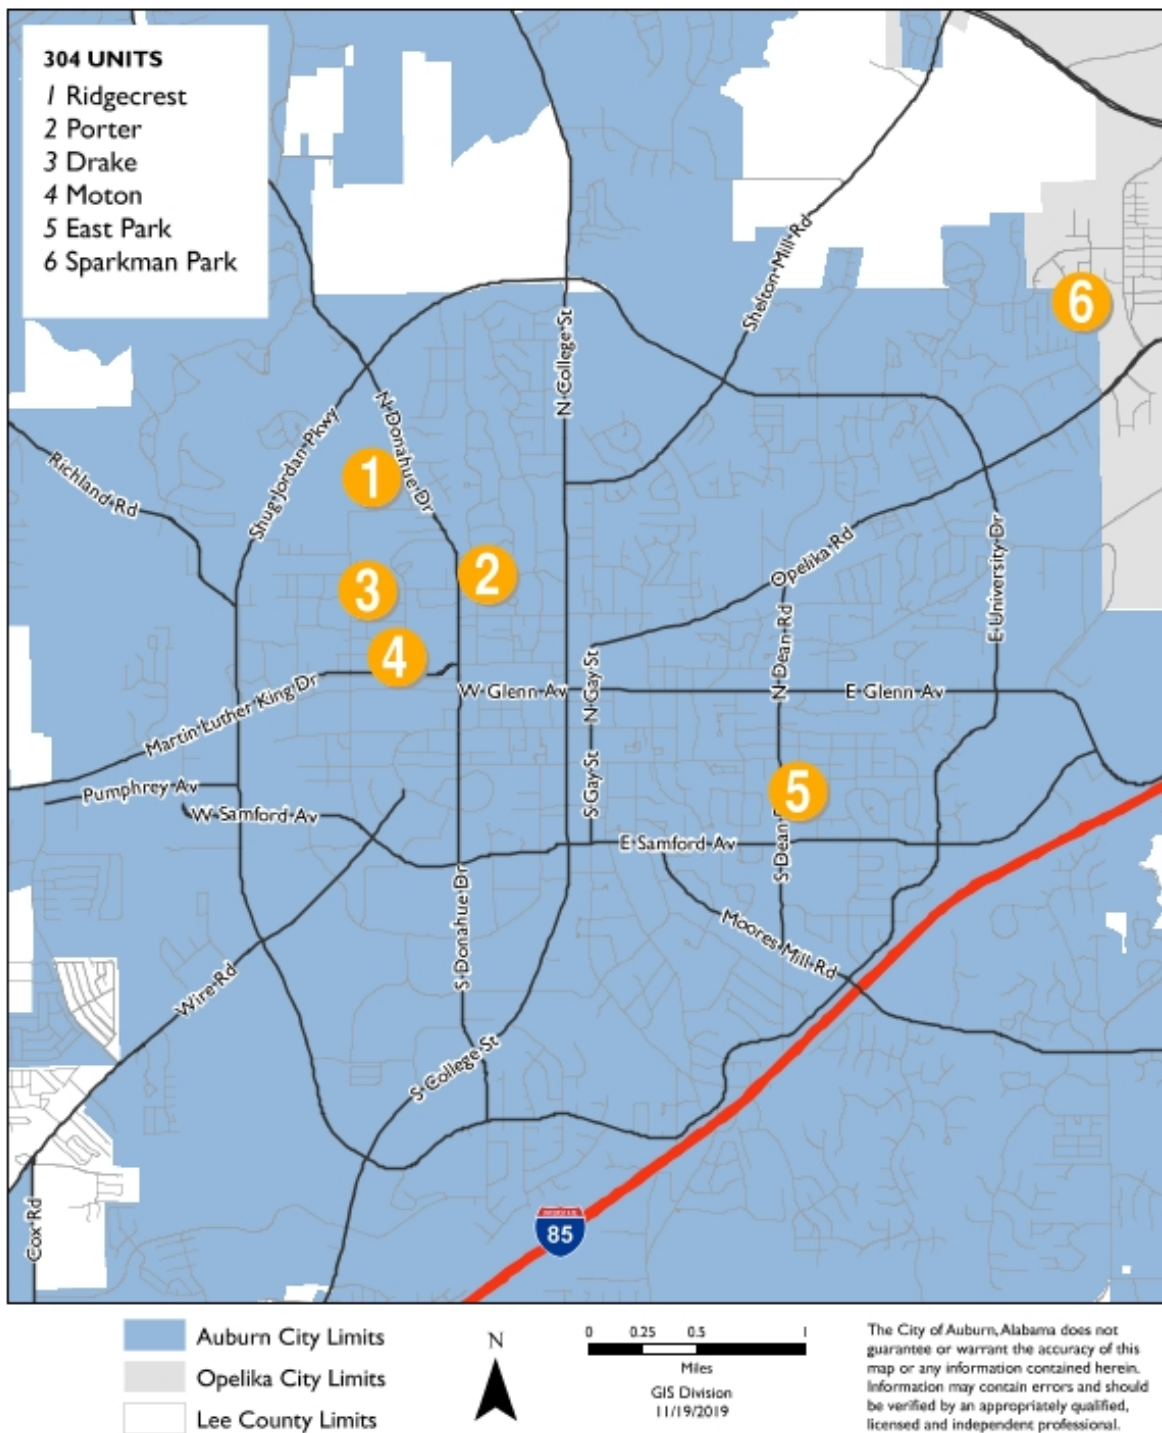 304 UNITS
1 Ridgecrest
2 Porter
3 Drake
4 Moton
5 East Park
6 Sparkman Park
Shelton Mill Rd
6
N College St
N Donahue Dr
Shug Jordan Pkwy
1
Richland Rd
Opelika Rd
E University Dr
2
3
N Dean Rd
4
N Gay St
W Glenn Av
E Glenn Av
Martin Luther King Dr
Pumphrey Av
W Samford Av
S Gay St
5
E Samford Av
S Dean
S Donahue Dr
Moores Mill Rd
Wire Rd
S College St
Cox Rd
85
Auburn City Limits
Opelika City Limits
Lee County Limits
N
0 0.25 0.5 1
Miles
GIS Division
11/19/2019
The City of Auburn, Alabama does not
guarantee or warrant the accuracy of this
map or any information contained herein.
Information may contain errors and should
be verified by an appropriately qualified,
licensed and independent professional.